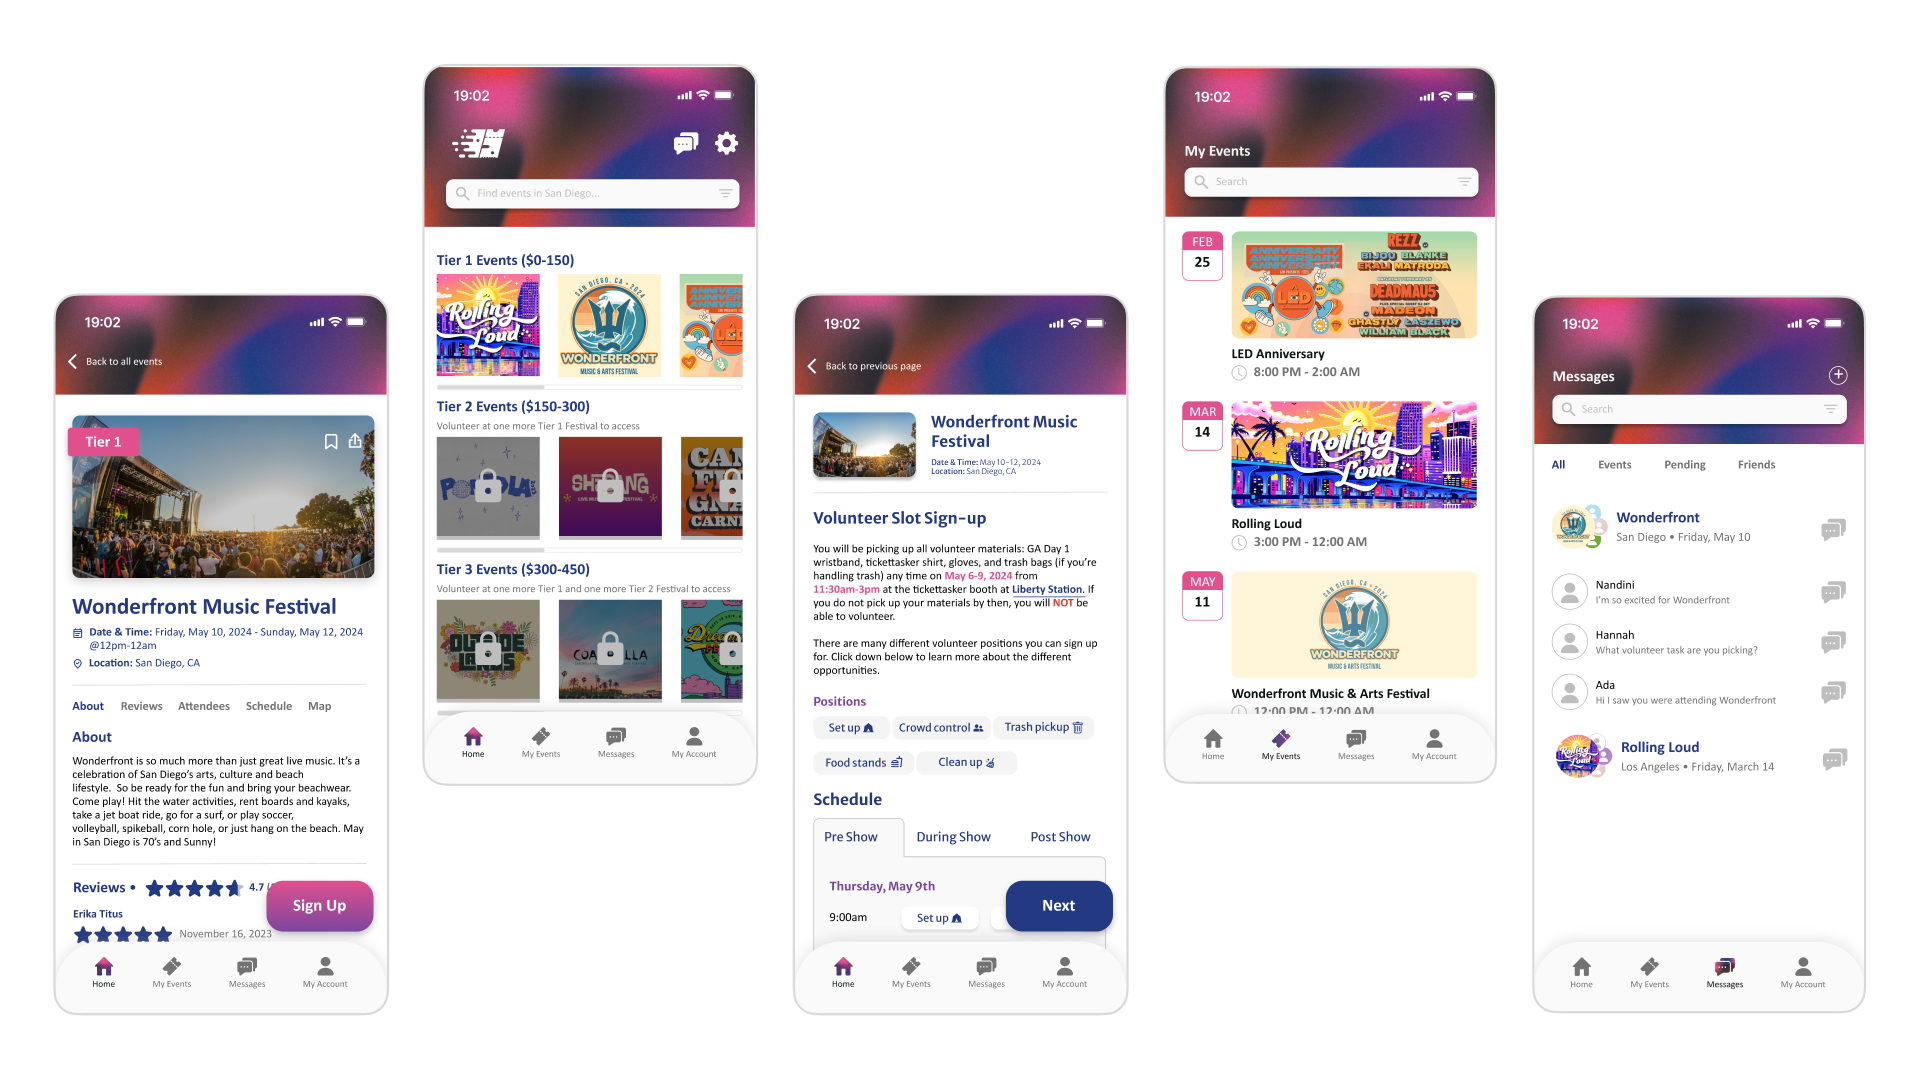 19:02
Back to all events
Tier 1
Wonderfront Music Festival
Date & Time: Friday, May 10, 2024 - Sunday, May 12, 2024
@12pm-12am
Location: San Diego, CA
About Reviews Attendees Schedule Map
About
Wonderfront is so much more than just great live music. It's a
celebration of San Diego's arts, culture and beach
lifestyle. So be ready for the fun and bring your beachwear.
Come play! Hit the water activities, rent boards and kayaks,
take a jet boat ride, go for a surf, or play soccer,
volleyball, spikeball, corn hole, or just hang on the beach. May
in San Diego is 70's and Sunny!
Reviews • 4.7
Sign Up
Erika Titus
November 16, 2023
Home My Events Messages My Account
19:02
Find events in San Diego...
Tier 1 Events ($0-150)
Rolling
Loud
SAN DIEGO, CA • 2024
WONDERFRONT
MUSIC & ARTS FESTIVAL
LED
Tier 2 Events ($150-300)
Volunteer at one more Tier 1 Festival to access
Tier 3 Events ($300-450)
Volunteer at one more Tier 1 and one more Tier 2 Festival to access
Home My Events Messages My Account
19:02
Back to previous page
Wonderfront Music
Festival
Date & Time: May 10-12, 2024
Location: San Diego, CA
Volunteer Slot Sign-up
You will be picking up all volunteer materials: GA Day 1
wristband, tickettasker shirt, gloves, and trash bags (if you're
handling trash) any time on May 6-9, 2024 from
11:30am-3pm at the tickettasker booth at Liberty Station. If
you do not pick up your materials by then, you will NOT be
able to volunteer.
There are many different volunteer positions you can sign up
for. Click down below to learn more about the different
opportunities.
Positions
Set up Crowd control Trash pickup
Food stands Clean up
Schedule
Pre Show During Show Post Show
Thursday, May 9th
9:00am Set up
Next
Home My Events Messages My Account
19:02
My Events
Search
FEB
25
ANNIVERSARY
LED
REZZ
BIJOU BLANKE
EKALI MATRODA
DEADMAU5
MADEON
GHASTLY LASZEWO
WILLIAM BLACK
LED Anniversary
8:00 PM - 2:00 AM
MAR
14
Rolling
Loud
Rolling Loud
3:00 PM - 12:00 AM
MAY
11
SAN DIEGO, CA • 2024
WONDERFRONT
MUSIC & ARTS FESTIVAL
Wonderfront Music & Arts Festival
12:00 PM - 12:00 AM
Home My Events Messages My Account
19:02
Messages
Search
All Events Pending Friends
Wonderfront
San Diego • Friday, May 10
Nandini
I'm so excited for Wonderfront
Hannah
What volunteer task are you picking?
Ada
Hi I saw you were attending Wonderfront
Rolling Loud
Los Angeles • Friday, March 14
Home My Events Messages My Account